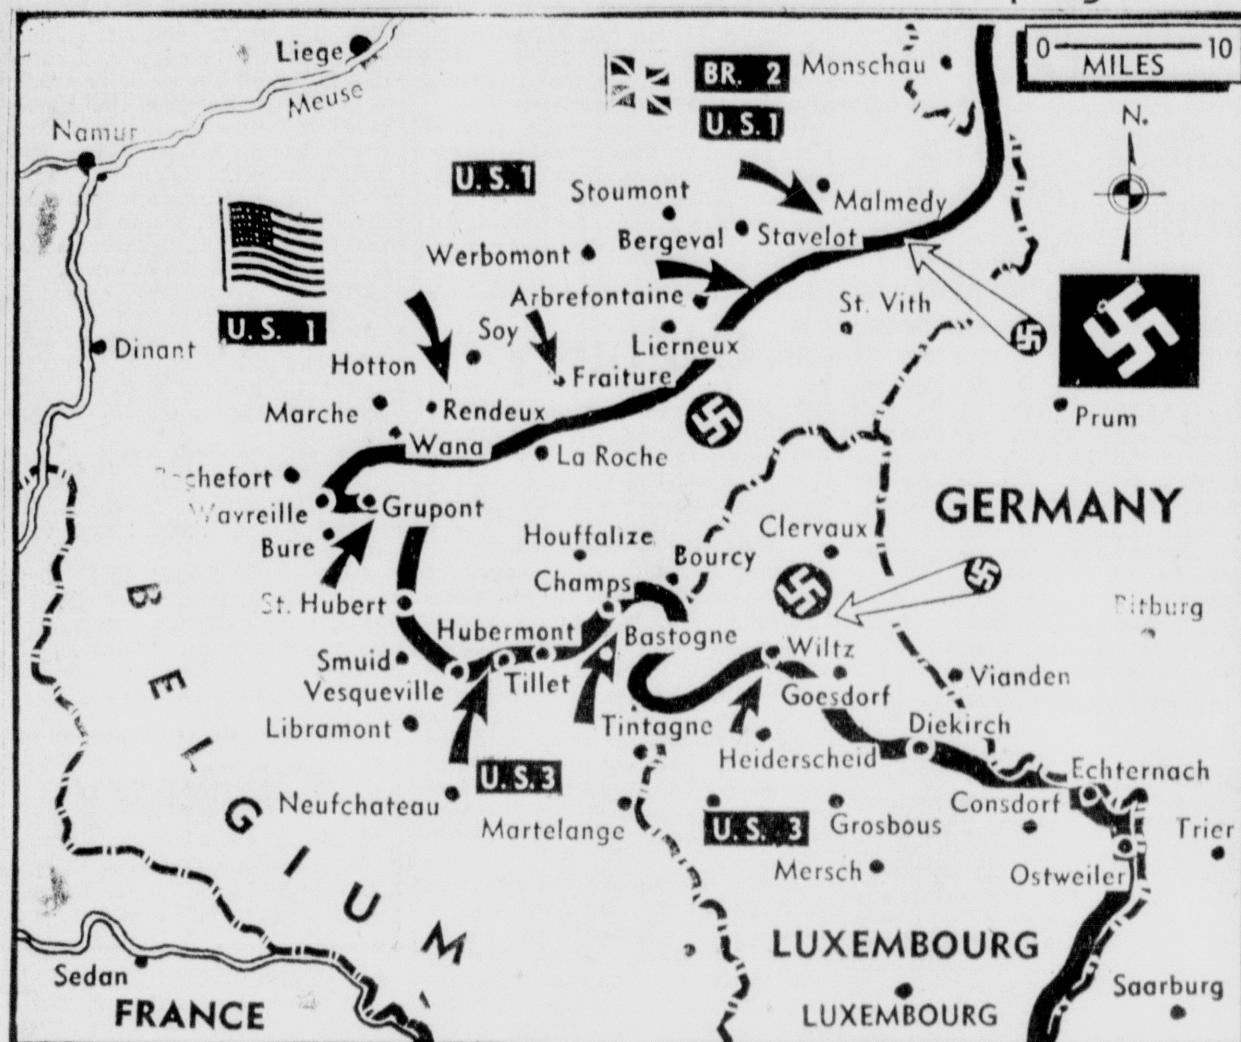 Liege
0 10
MILES
BR. 2
Monschau
Meuse
U.S.1
N.
Namur
U.S.1
Stoumont
Malmedy
Bergeval
Stavelot
Werbomont
Arbrefontaine
St. Vith
U.S. 1
Soy
Dinant
Lierneux
Hotton
Fraiture
Marche
Rendeux
Prum
Wana
La Roche
Rochefort
GERMANY
Wavreille
Grupont
Clervaux
Bure
Houffalize
Bourcy
Champs
St. Hubert
Bitburg
Hubermont
Bastogne
Wiltz
Smuid
Vianden
Vesqueville
Tillet
Goesdorf
Libramont
Tintagne
Diekirch
Heiderscheid
Echternach
U.S.3
Neufchateau
Consdorf
Martelange
U.S. 3
Grosbous
Trier
Mersch
Ostweiler
BELGIUM
LUXEMBOURG
Sedan
Saarburg
FRANCE
LUXEMBOURG